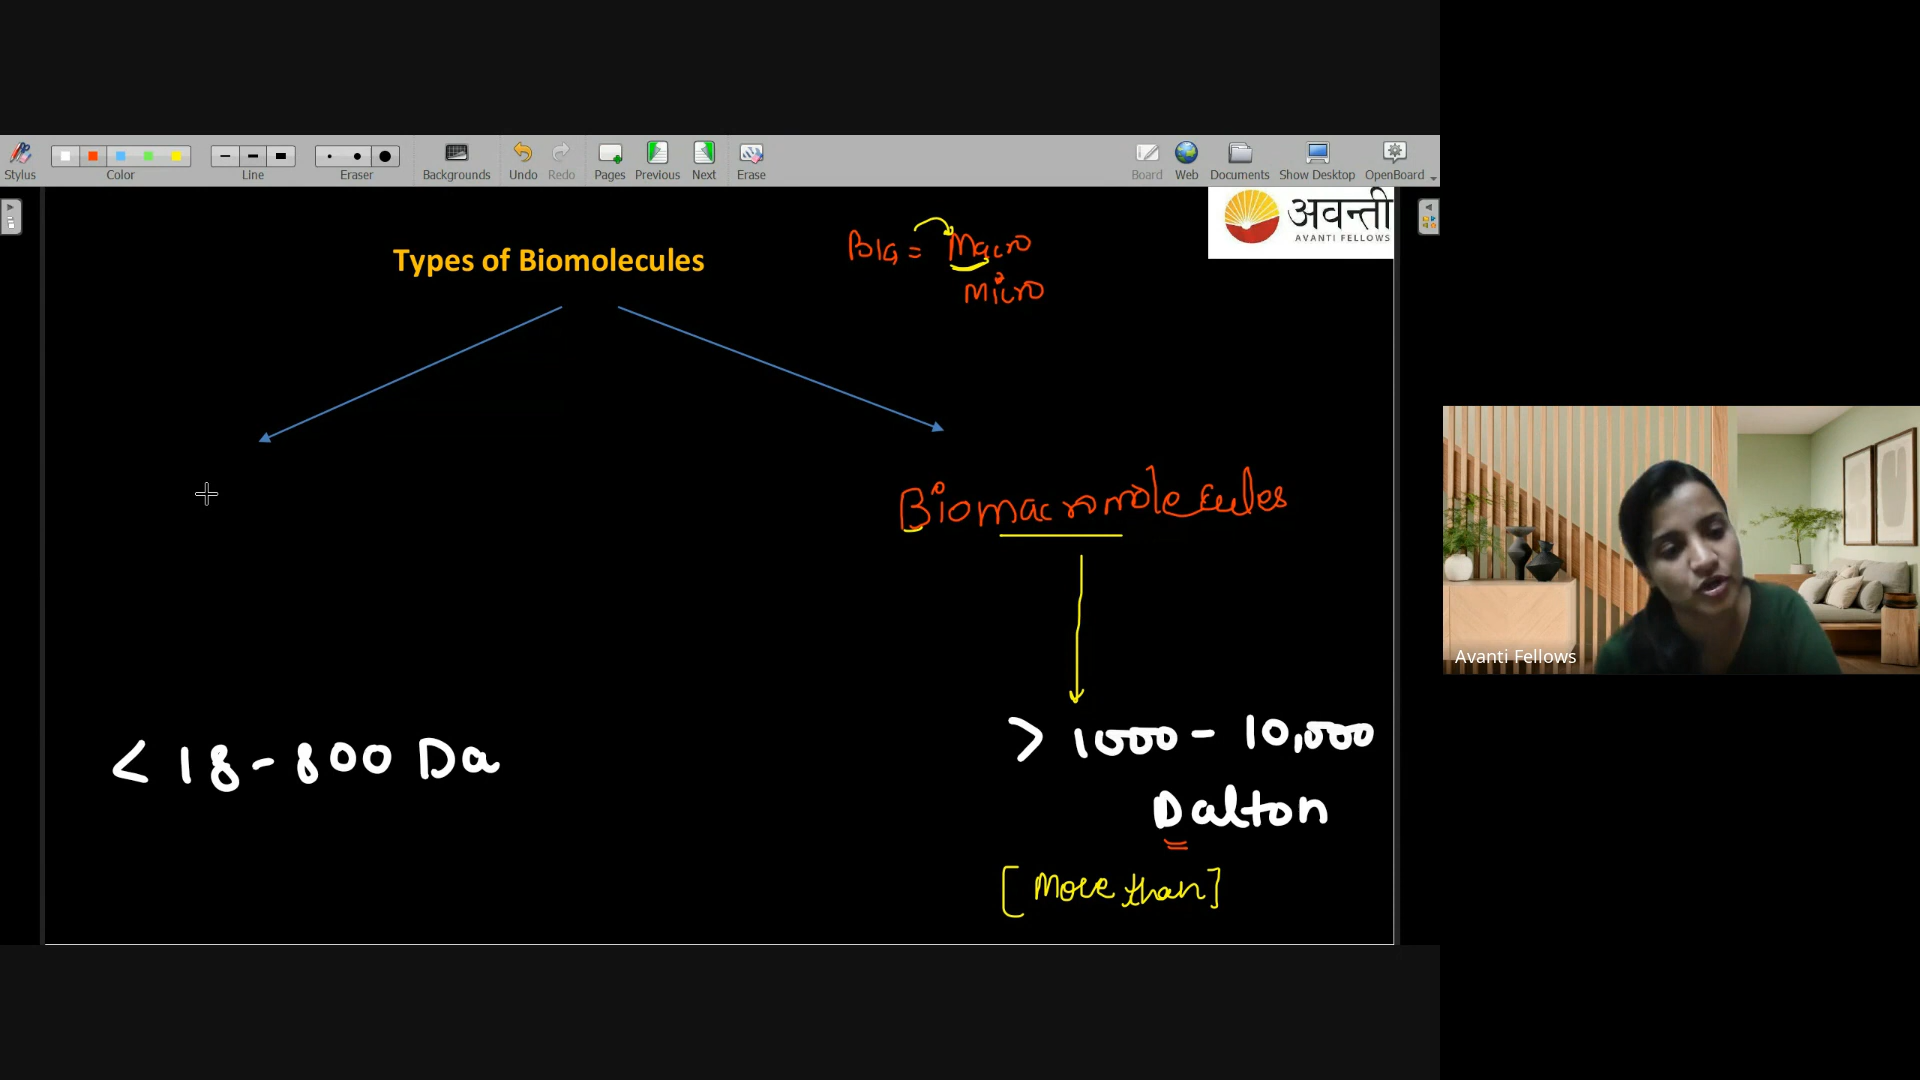 Stylus
Color
Line
Eraser
Backgrounds
Undo
Redo
Pages
Previous
Next
Erase
Board
Web
Documents
Show Desktop
OpenBoard
अवन्ती
AVANTI FELLOWS
Types of Biomolecules
BIG = Macro
Micro
Biomacromolecules
< 18 - 800 Da
> 1000 - 10,000
Dalton
[More than]
Avanti Fellows